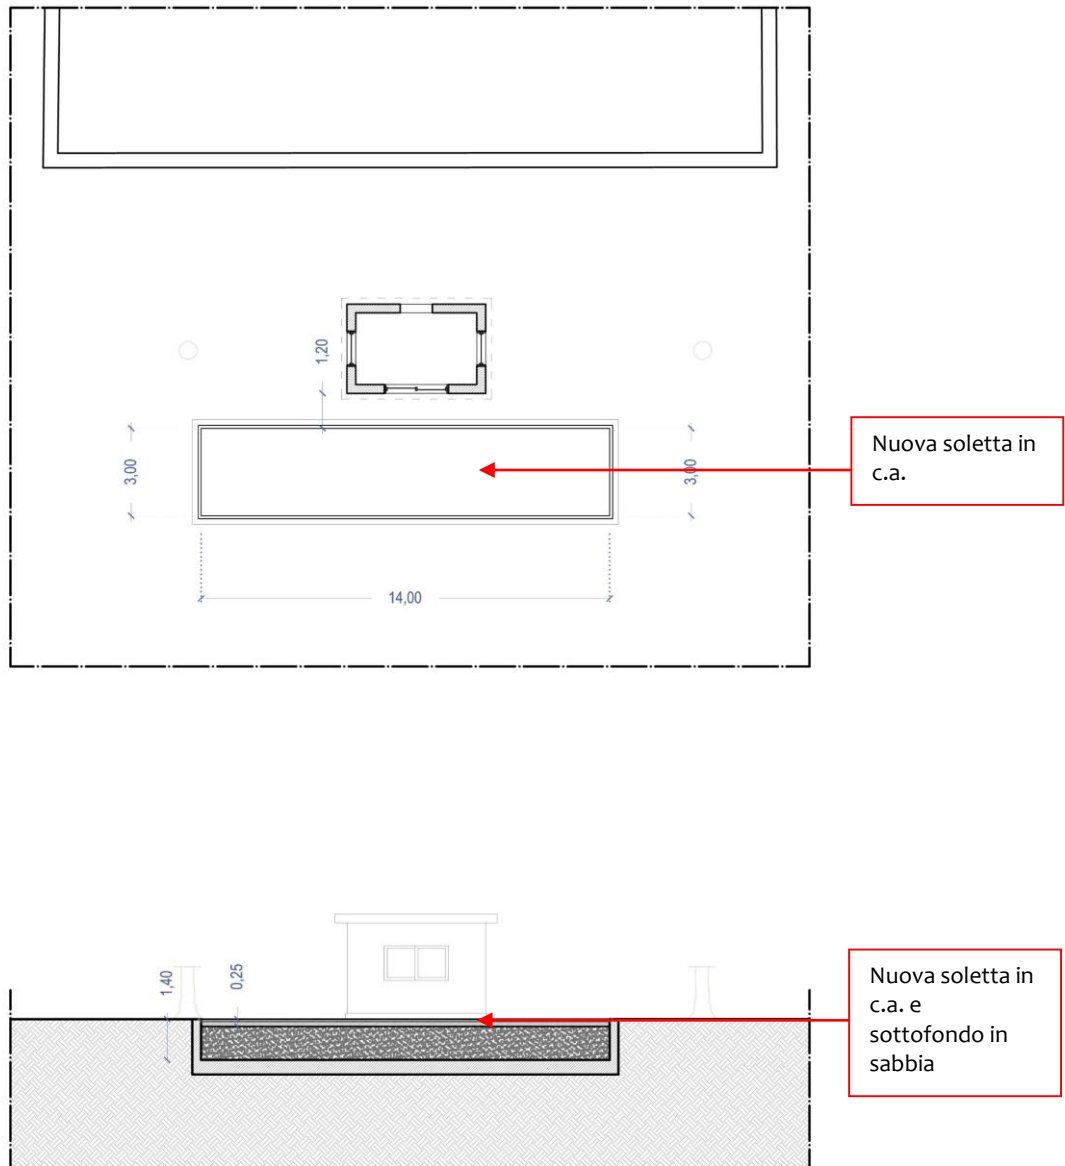 1,20
3,00
3,00
Nuova soletta in
c.a.
14,00
1,40
0,25
Nuova soletta in
c.a. e
sottofondo in
sabbia